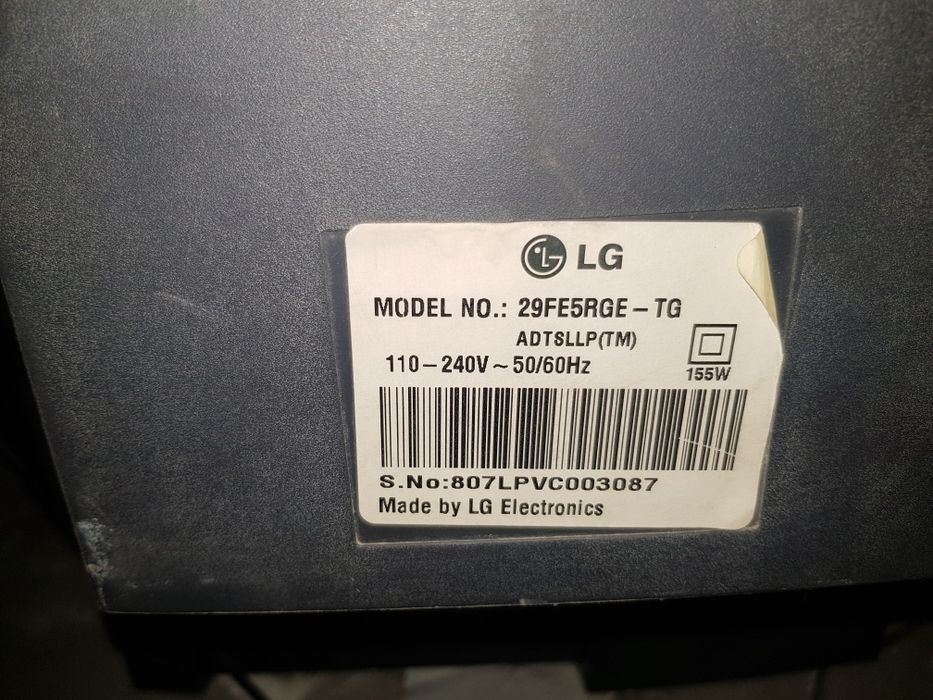 LG
MODEL NO.: 29FE5RGE-TG
ADTSLLP(TM)
110-240V~50/60Hz
155W
S.No:807LPVC003087
Made by LG Electronics